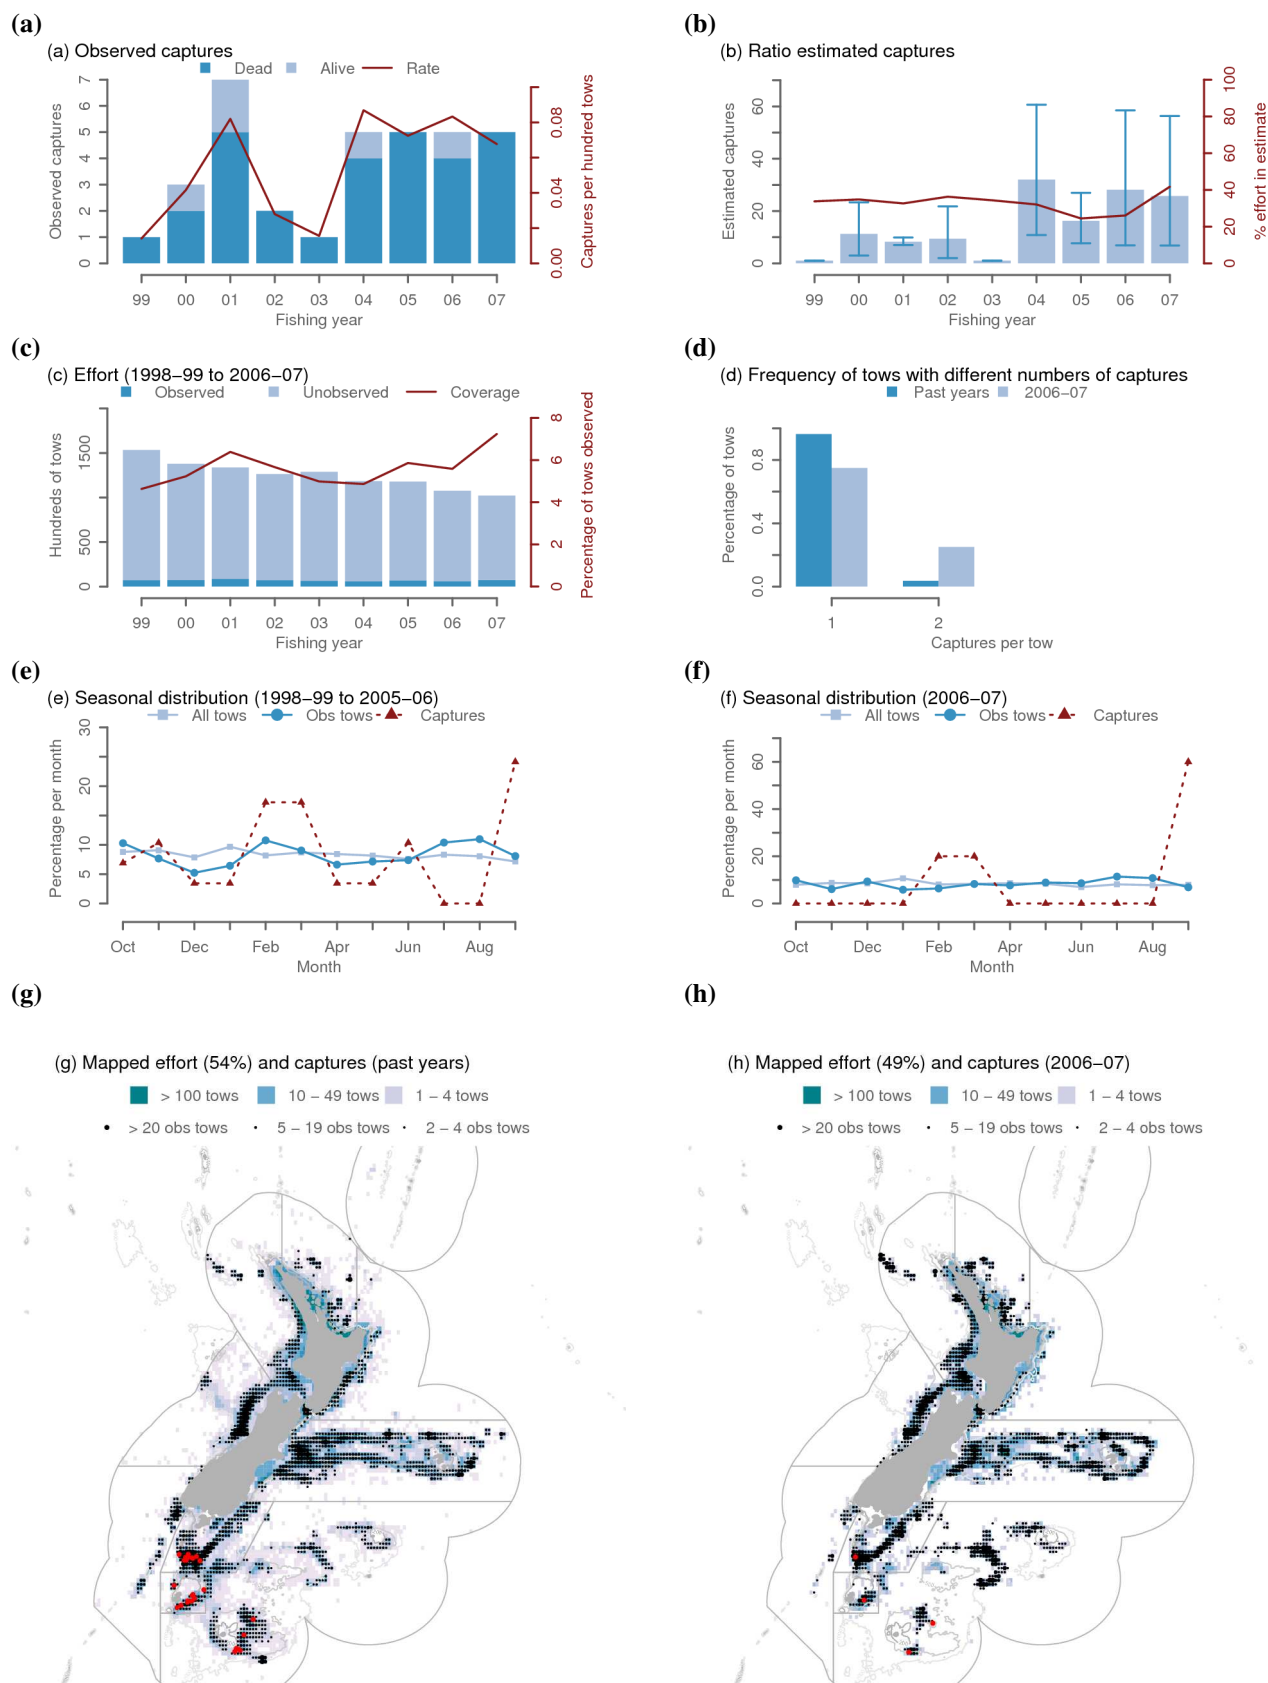 (a)
(a) Observed captures
Dead Alive Rate
Observed captures
0 1 2 3 4 5 6 7
0.00 0.04 0.08
Captures per hundred tows
99 00 01 02 03 04 05 06 07
Fishing year
(b)
(b) Ratio estimated captures
Estimated captures
0 20 40 60
0 20 40 60 80 100
% effort in estimate
99 00 01 02 03 04 05 06 07
Fishing year
(c)
(c) Effort (1998–99 to 2006–07)
Observed Unobserved Coverage
Hundreds of tows
0 500 1500
0 2 4 6 8
Percentage of tows observed
99 00 01 02 03 04 05 06 07
Fishing year
(d)
(d) Frequency of tows with different numbers of captures
Past years 2006–07
Percentage of tows
0.0 0.4 0.8
1 2
Captures per tow
(e)
(e) Seasonal distribution (1998–99 to 2005–06)
All tows Obs tows Captures
Percentage per month
0 5 10 20 30
Oct Dec Feb Apr Jun Aug
Month
(f)
(f) Seasonal distribution (2006–07)
All tows Obs tows Captures
Percentage per month
0 20 40 60
Oct Dec Feb Apr Jun Aug
Month
(g)
(g) Mapped effort (54%) and captures (past years)
> 100 tows 10 – 49 tows 1 – 4 tows
> 20 obs tows 5 – 19 obs tows 2 – 4 obs tows
(h)
(h) Mapped effort (49%) and captures (2006–07)
> 100 tows 10 – 49 tows 1 – 4 tows
> 20 obs tows 5 – 19 obs tows 2 – 4 obs tows